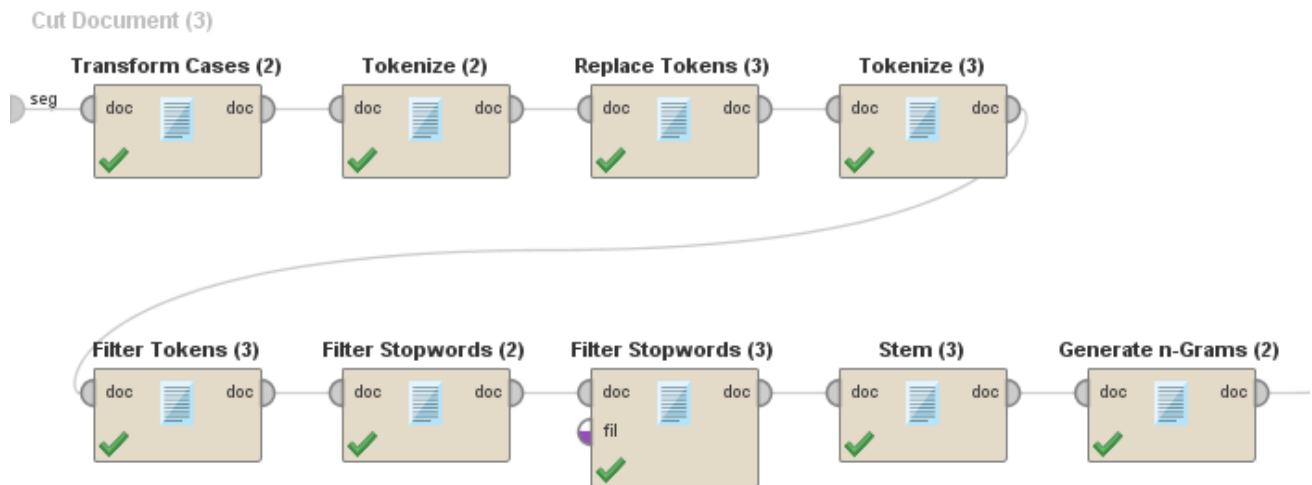 Cut Document (3)
Transform Cases (2) Tokenize (2) Replace Tokens (3) Tokenize (3)
seg doc doc doc doc doc doc doc doc
Filter Tokens (3) Filter Stopwords (2) Filter Stopwords (3) Stem (3) Generate n-Grams (2)
doc doc doc doc doc doc doc doc doc doc
fil